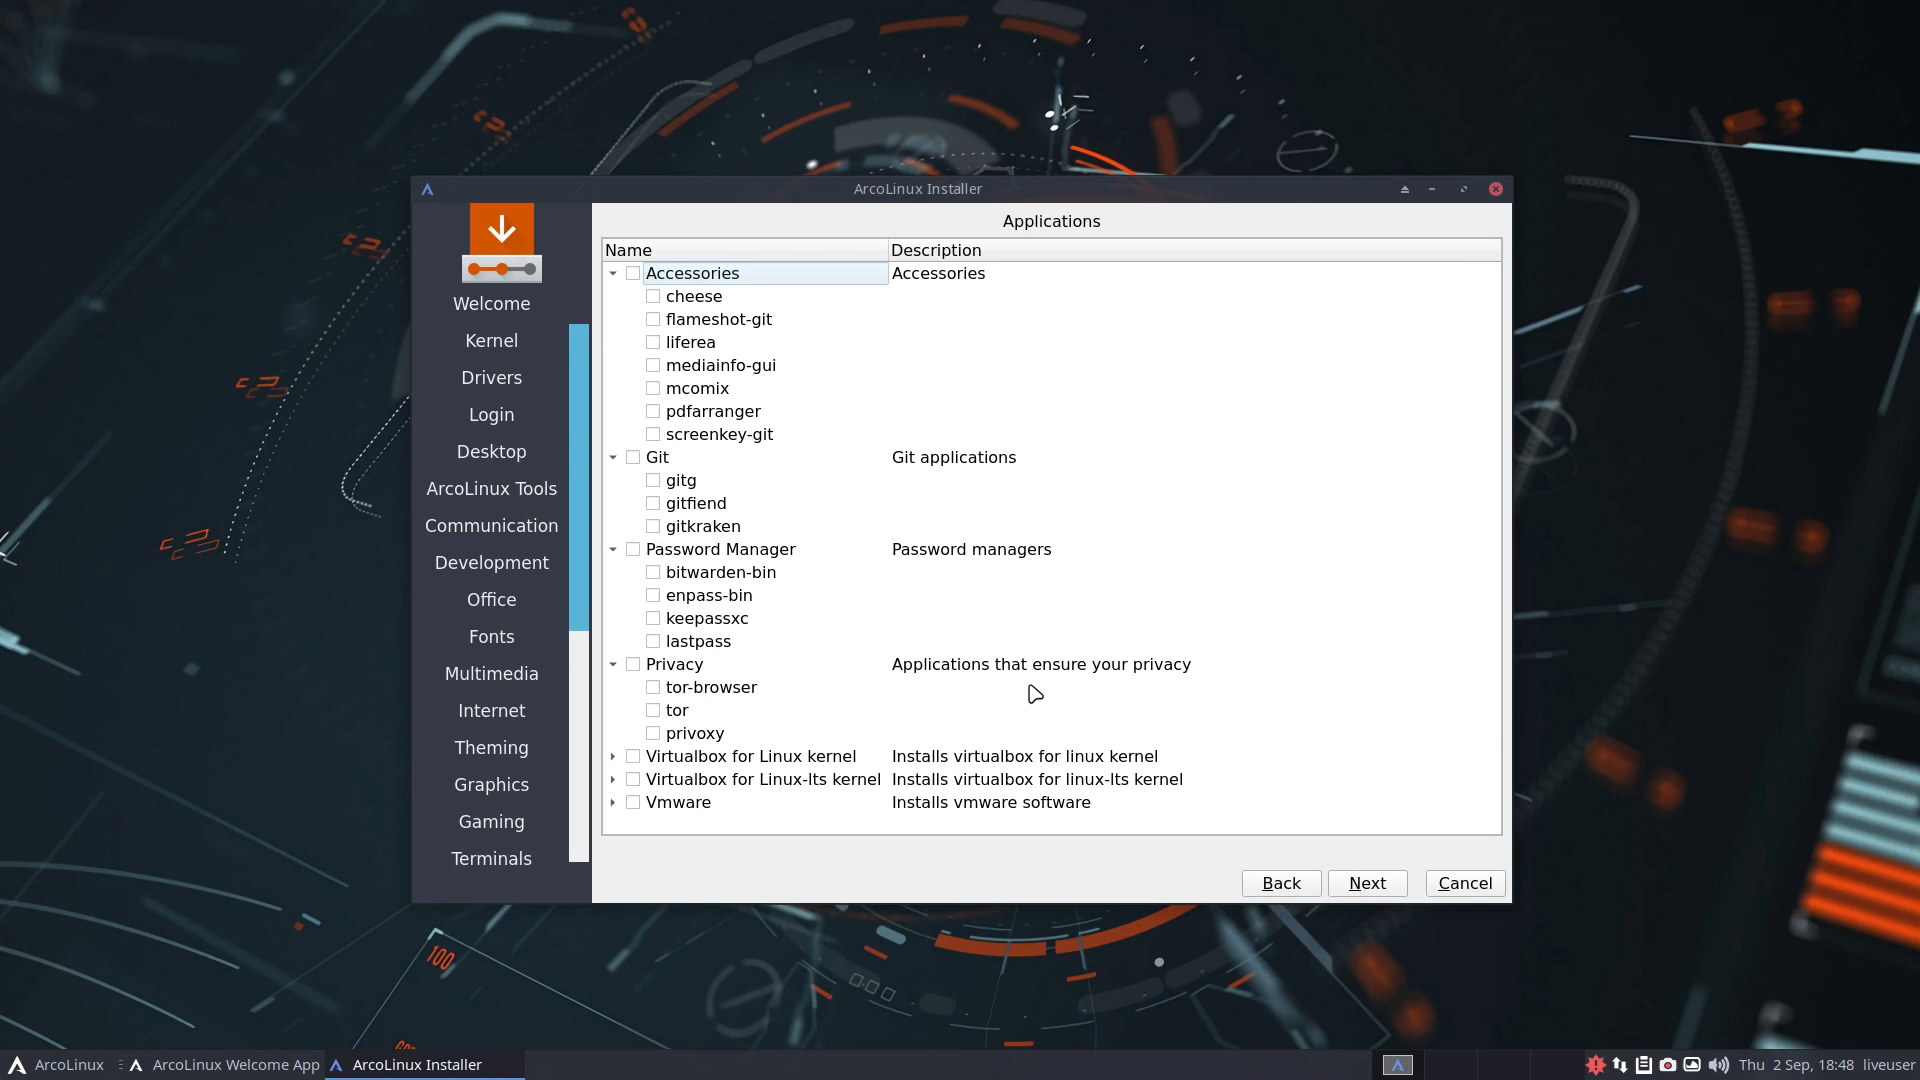 ArcoLinux Installer
Applications
Welcome
Kernel
Drivers
Login
Desktop
ArcoLinux Tools
Communication
Development
Office
Fonts
Multimedia
Internet
Theming
Graphics
Gaming
Terminals
Name Description
Accessories Accessories
cheese
flameshot-git
liferea
mediainfo-gui
mcomix
pdfarranger
screenkey-git
Git Git applications
gitg
gitfiend
gitkraken
Password Manager Password managers
bitwarden-bin
enpass-bin
keepassxc
lastpass
Privacy Applications that ensure your privacy
tor-browser
tor
privoxy
Virtualbox for Linux kernel Installs virtualbox for linux kernel
Virtualbox for Linux-lts kernel Installs virtualbox for linux-lts kernel
Vmware Installs vmware software
Back Next Cancel
100
ArcoLinux ArcoLinux Welcome App ArcoLinux Installer Thu 2 Sep, 18:48 liveuser